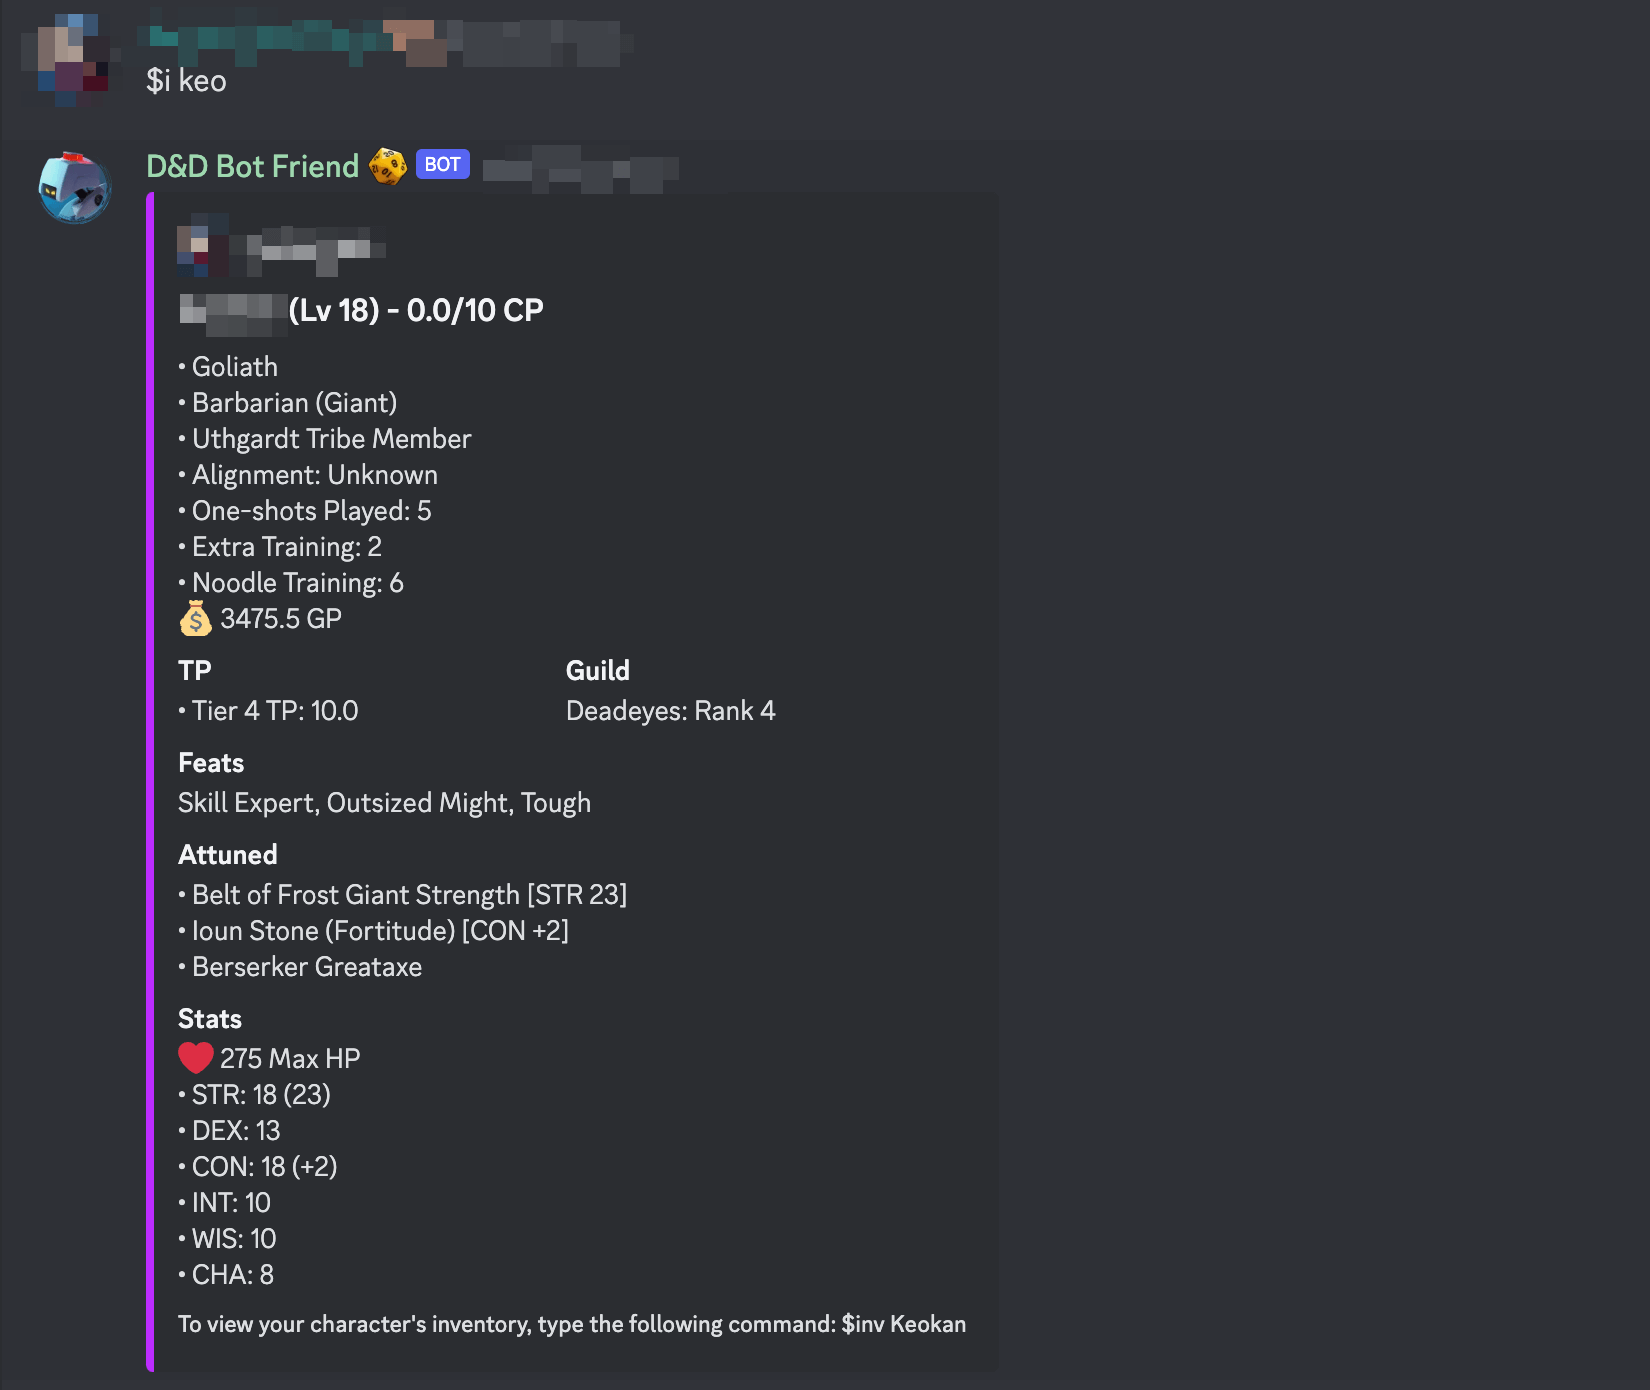 $i keo
D&D Bot Friend BOT
(Lv 18) - 0.0/10 CP
• Goliath
• Barbarian (Giant)
• Uthgardt Tribe Member
• Alignment: Unknown
• One-shots Played: 5
• Extra Training: 2
• Noodle Training: 6
3475.5 GP
TP
• Tier 4 TP: 10.0
Guild
Deadeyes: Rank 4
Feats
Skill Expert, Outsized Might, Tough
Attuned
• Belt of Frost Giant Strength [STR 23]
• Ioun Stone (Fortitude) [CON +2]
• Berserker Greataxe
Stats
275 Max HP
• STR: 18 (23)
• DEX: 13
• CON: 18 (+2)
• INT: 10
• WIS: 10
• CHA: 8
To view your character's inventory, type the following command: $inv Keokan